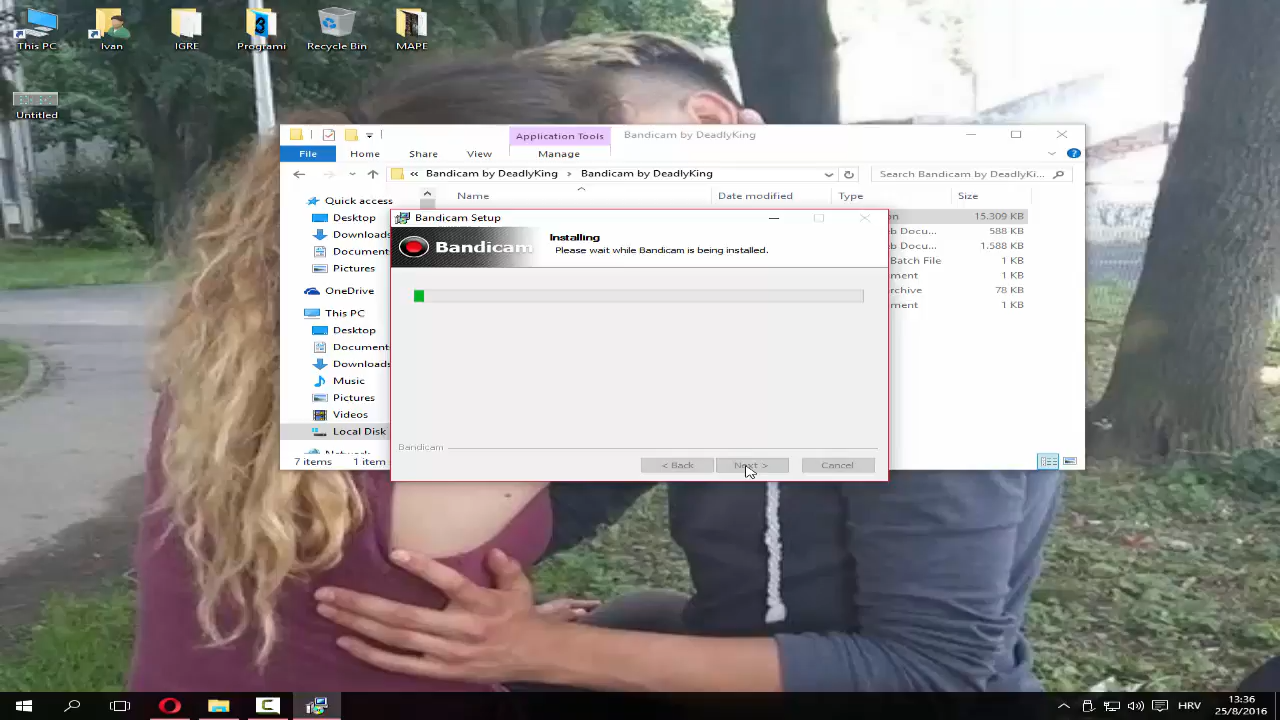 This PC
Ivan
IGRE
Programi
Recycle Bin
MAPE
Untitled
Application Tools
Bandicam by DeadlyKing
File
Home
Share
View
Manage
« Bandicam by DeadlyKing > Bandicam by DeadlyKing
Search Bandicam by DeadlyKi...
Name
Date modified
Type
Size
Quick access
Desktop
Downloads
Document
Pictures
OneDrive
This PC
Desktop
Document
Downloads
Music
Pictures
Videos
Local Disk
15.309 KB
588 KB
1.588 KB
Batch File
1 KB
1 KB
78 KB
1 KB
7 items
1 item
Bandicam Setup
Bandicam
Installing
Please wait while Bandicam is being installed.
Bandicam
< Back
Next >
Cancel
HRV
13:36
25/8/2016